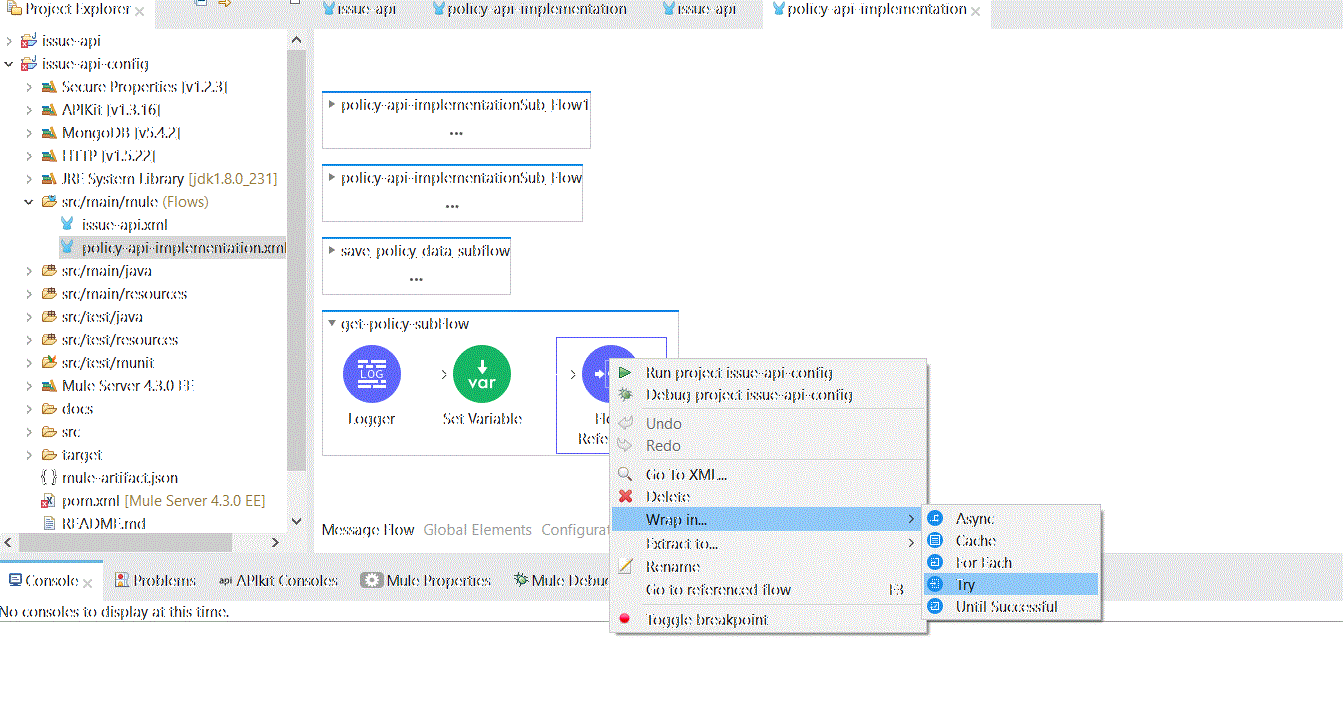 Project Explorer
issue-api
policy-api-implementation
issue-api
policy-api-implementation
issue-api
issue-api-config
Secure Properties [v1.2.3]
APIKit [v1.3.16]
MongoDB [v5.4.2]
HTTP [v1.5.22]
JRE System Library [jdk1.8.0_231]
src/main/mule (Flows)
issue-api.xml
policy-api-implementation.xml
src/main/java
src/main/resources
src/test/java
src/test/resources
src/test/munit
Mule Server 4.3.0 EE
docs
src
target
mule-artifact.json
pom.xml [Mule Server 4.3.0 EE]
README.md
policy-api-implementationSub_Flow1
...
policy-api-implementationSub_Flow
...
save_policy_data_subflow
...
get-policy-subFlow
LOG
Logger
var
Set Variable
Flo
Refer
Message Flow Global Elements Configurat
Run project issue-api-config
Debug project issue-api-config
Undo
Redo
Go To XML...
Delete
Wrap in...
Extract to...
Rename
Go to referenced flow F3
Toggle breakpoint
Async
Cache
For Each
Try
Until Successful
Console
Problems
api APIkit Consoles
Mule Properties
Mule Debu
No consoles to display at this time.